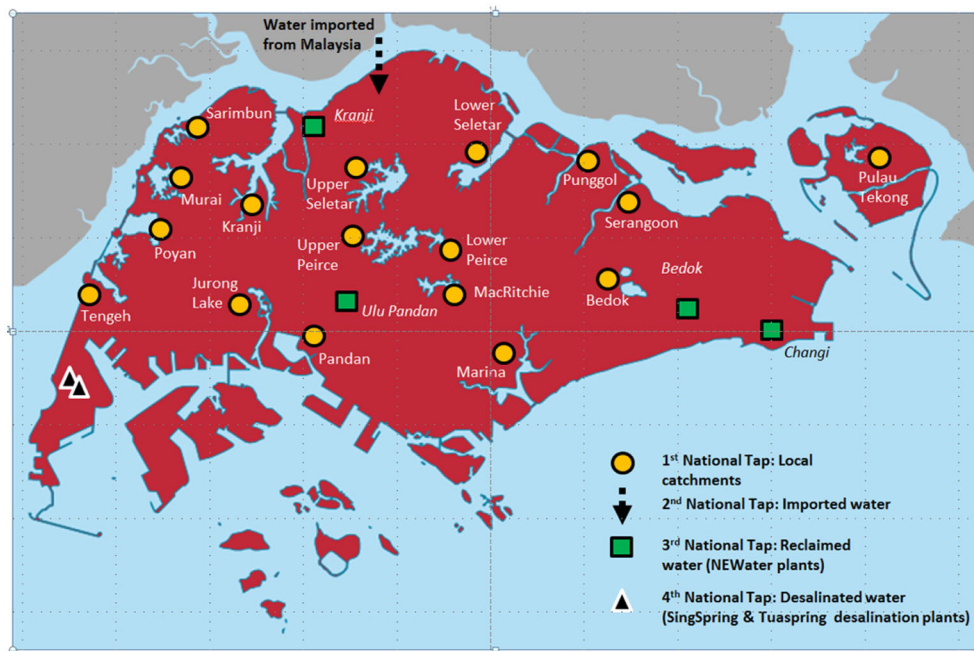 Water imported
from Malaysia
Sarimbun
Kranji
Lower
Seletar
Murai
Upper
Seletar
Punggol
Pulau
Tekong
Kranji
Serangoon
Poyan
Upper
Peirce
Lower
Peirce
Jurong
Lake
Tengeh
Ulu Pandan
MacRitchie
Bedok
Bedok
Pandan
Marina
Changi
1st National Tap: Local
catchments
2nd National Tap: Imported water
3rd National Tap: Reclaimed
water (NEWater plants)
4th National Tap: Desalinated water
(SingSpring & Tuaspring desalination plants)